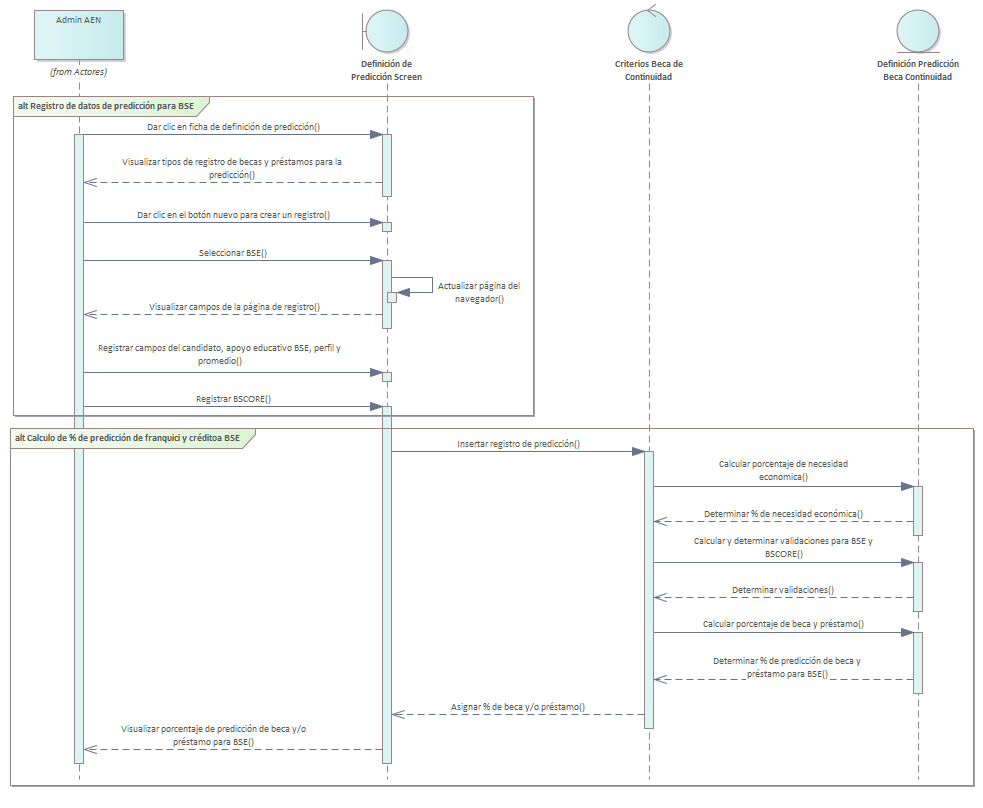 Admin AEN
(from Actores)
Definición de
Predicción Screen
Criterios Beca de
Continuidad
Definición Predicción
Beca Continuidad
alt Registro de datos de predicción para BSE
Dar clic en ficha de definición de predicción()
Visualizar tipos de registro de becas y préstamos para la
predicción()
Dar clic en el botón nuevo para crear un registro()
Seleccionar BSE()
Actualizar página del
navegador()
Visualizar campos de la página de registro()
Registrar campos del candidato, apoyo educativo BSE, perfil y
promedio()
Registrar BSCORE()
alt Calculo de % de predicción de franquici y créditoa BSE
Insertar registro de predicción()
Calcular porcentaje de necesidad
economica()
Determinar % de necesidad económica()
Calcular y determinar validaciones para BSE y
BSCORE()
Determinar validaciones()
Calcular porcentaje de beca y préstamo()
Determinar % de predicción de beca y
préstamo para BSE()
Asignar % de beca y/o préstamo()
Visualizar porcentaje de predicción de beca y/o
préstamo para BSE()